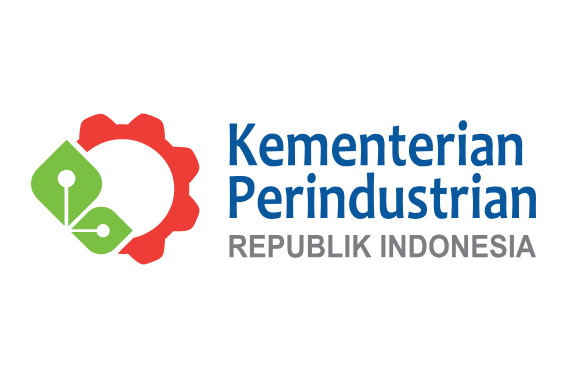 Kementerian
Perindustrian
REPUBLIK INDONESIA